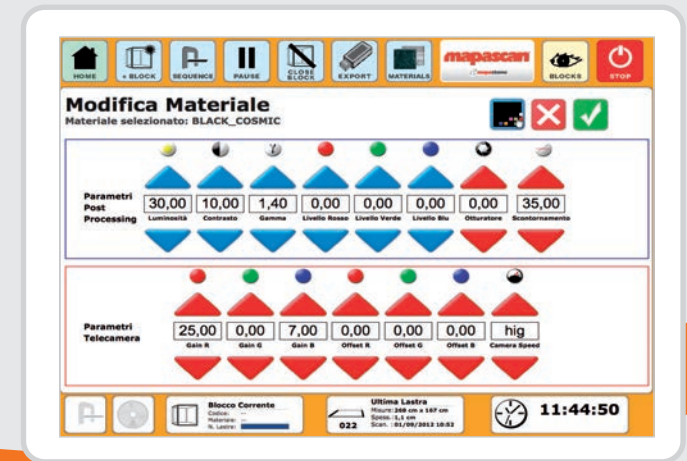 HOME + BLOCK SEQUENCE PAUSE CLOSE BLOCK EXPORT MATERIALS mapascan BLOCKS STOP
Modifica Materiale
Materiale selezionato: BLACK_COSMIC
Parametri Post Processing
30,00 10,00 1,40 0,00 0,00 0,00 0,00 35,00
Luminosità Contrasto Gamma Livello Rosso Livello Verde Livello Blu Otturatore Scontornamento
Parametri Telecamera
25,00 0,00 7,00 0,00 0,00 0,00 hig
Gain R Gain G Gain B Offset R Offset G Offset B Camera Speed
Blocco Corrente
Codice: --
Materiale: --
N. Lastre:
022
Ultima Lastra
Misure: 268 cm x 167 cm
Spess.: 1,1 cm
Scan. : 01/09/2012 10:52
11:44:50